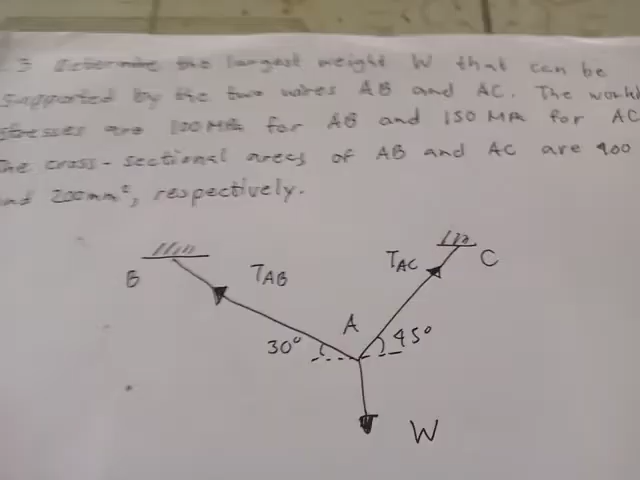 .3 Determine the largest weight W that can be
supported by the two wires AB and AC. The work
stresses are 100 MPa for AB and 150 MPa for AC
The cross-sectional areas of AB and AC are 400
and 200mm², respectively.
B
TAB
TAC
C
A
30°
45°
W